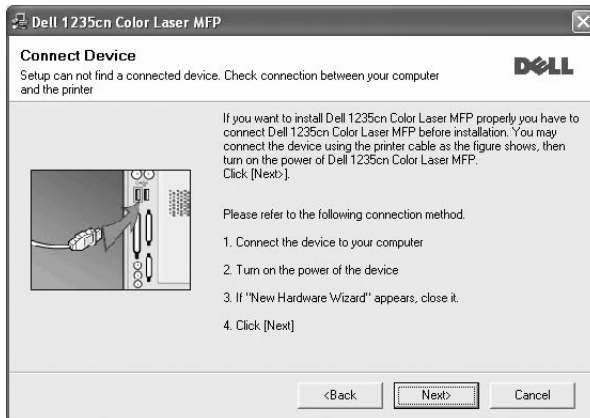 Dell 1235cn Color Laser MFP
Connect Device
Setup can not find a connected device. Check connection between your computer
and the printer
DELL
If you want to install Dell 1235cn Color Laser MFP properly you have to
connect Dell 1235cn Color Laser MFP before installation. You may
connect the device using the printer cable as the figure shows, then
turn on the power of Dell 1235cn Color Laser MFP.
Click [Next>].
Please refer to the following connection method.
1. Connect the device to your computer
2. Turn on the power of the device
3. If "New Hardware Wizard" appears, close it.
4. Click [Next]
<Back
Next>
Cancel